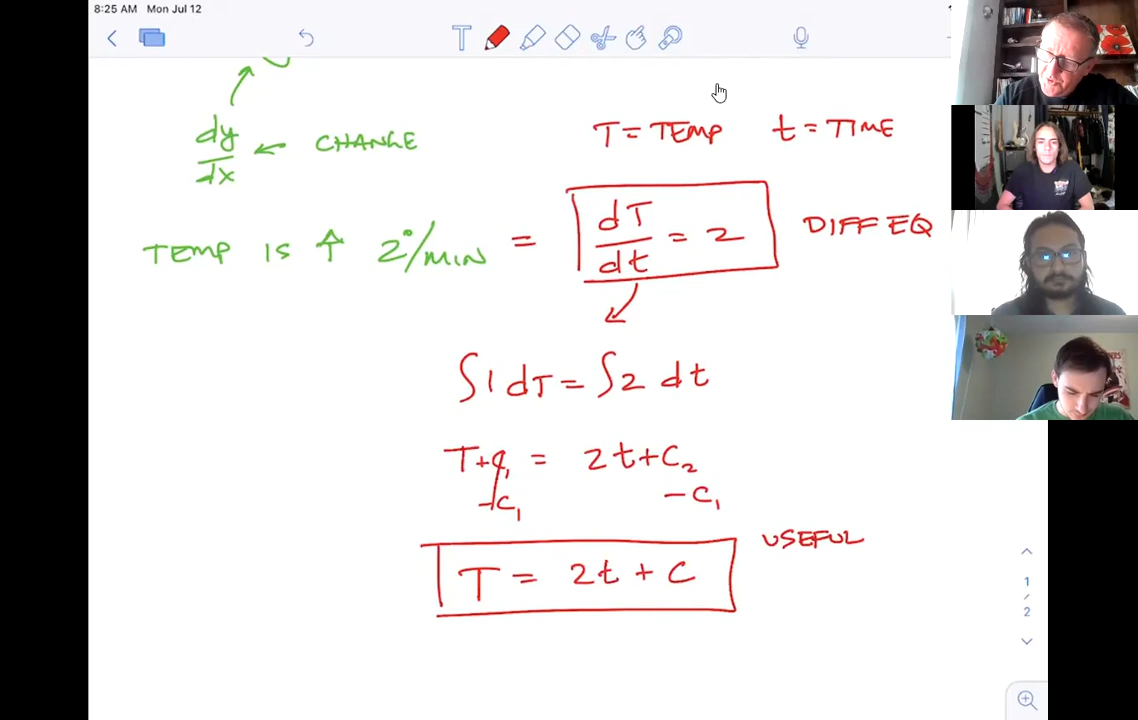 8:25 AM Mon Jul 12
T
dy
dx
← CHANGE
T = TEMP t = TIME
TEMP IS ↑ 2°/MIN = dT/dt = 2 DIFF EQ
∫1 dT = ∫2 dt
T + C₁ = 2t + C₂
-C₁ -C₁
T = 2t + C USEFUL
1
/
2